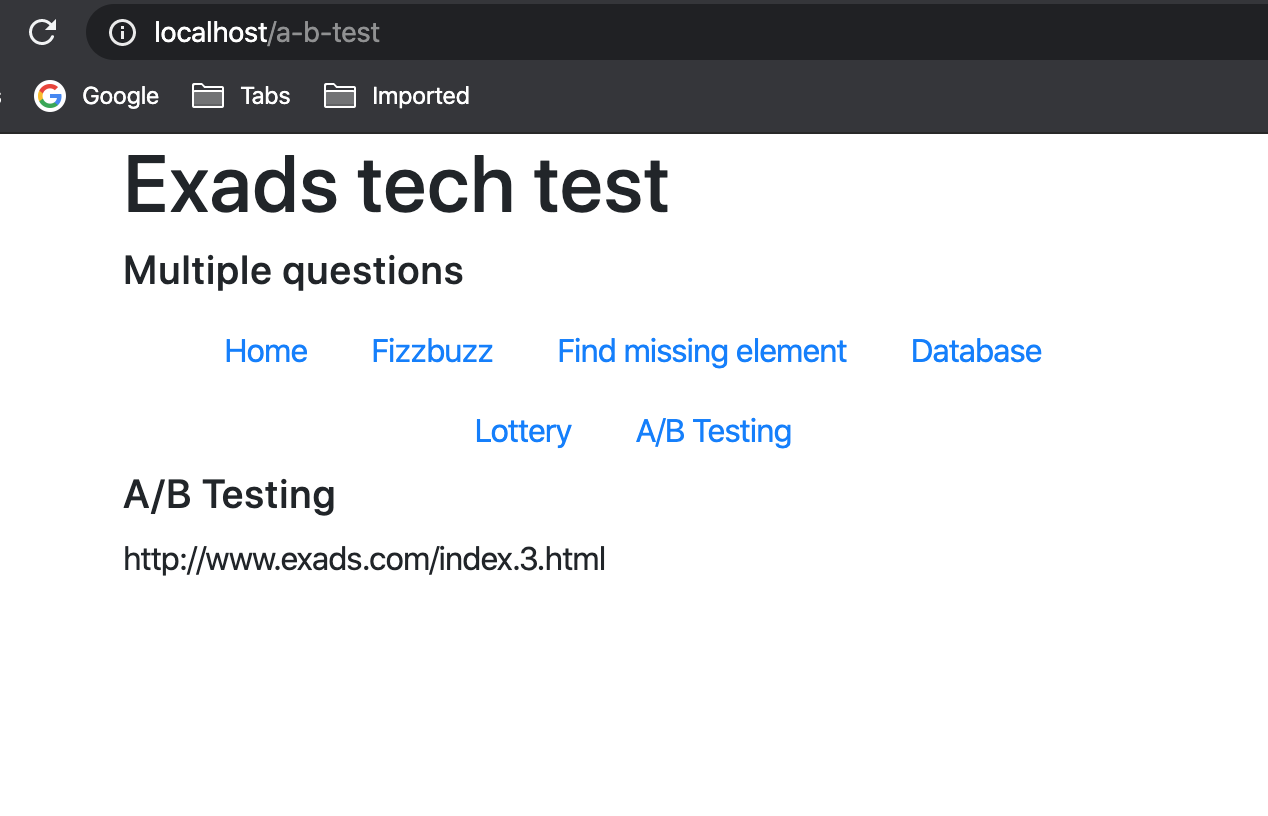 localhost/a-b-test
Google Tabs Imported
Exads tech test
Multiple questions
Home Fizzbuzz Find missing element Database
Lottery A/B Testing
A/B Testing
http://www.exads.com/index.3.html